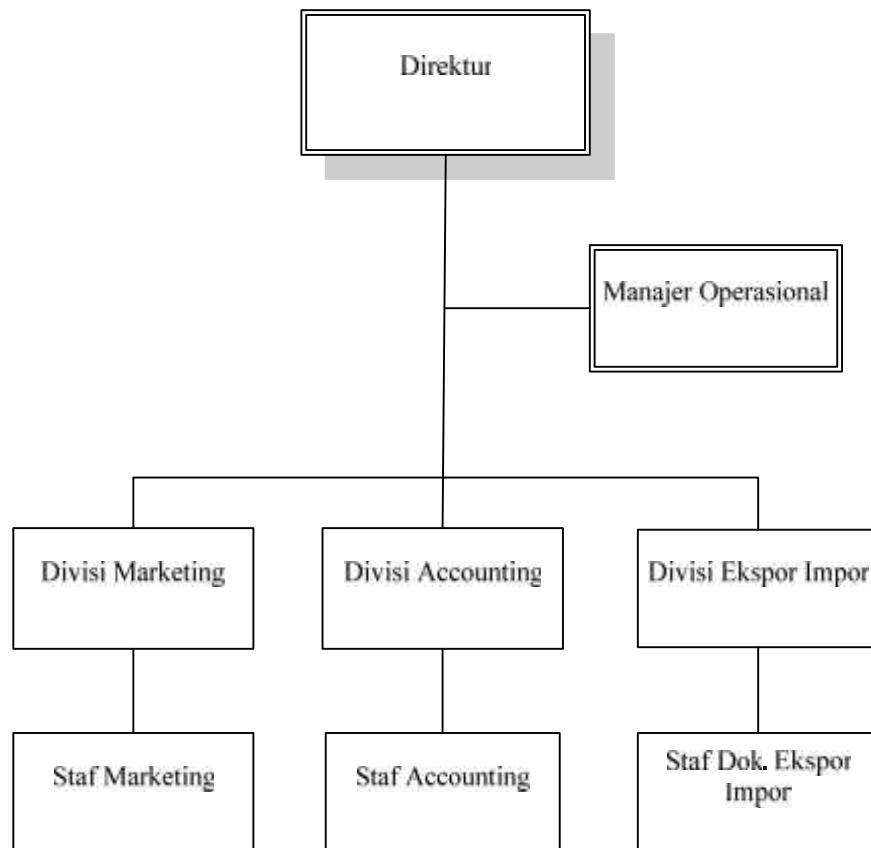 Direktur
Manajer Operasional
Divisi Marketing
Divisi Accounting
Divisi Ekspor Impor
Staf Marketing
Staf Accounting
Staf Dok. Ekspor
Impor